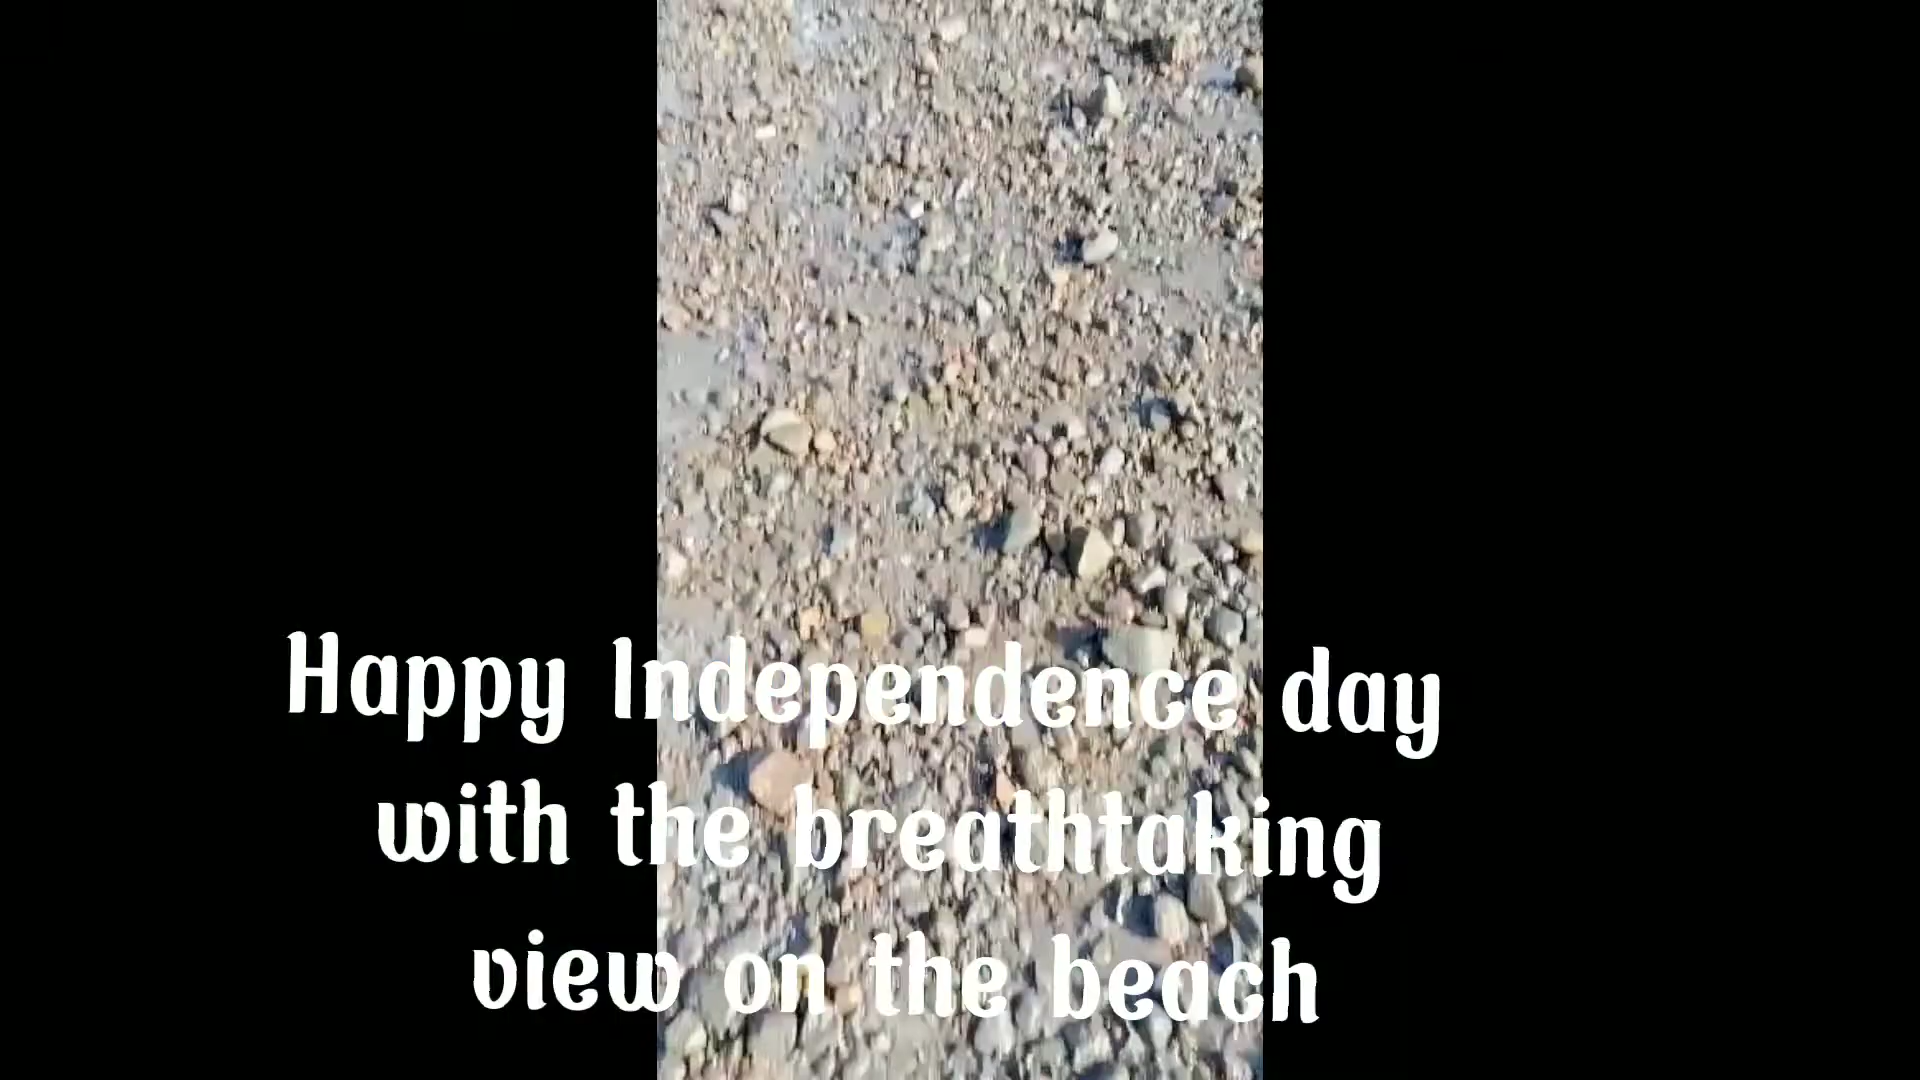 Happy Independence day
with the breathtaking
view on the beach